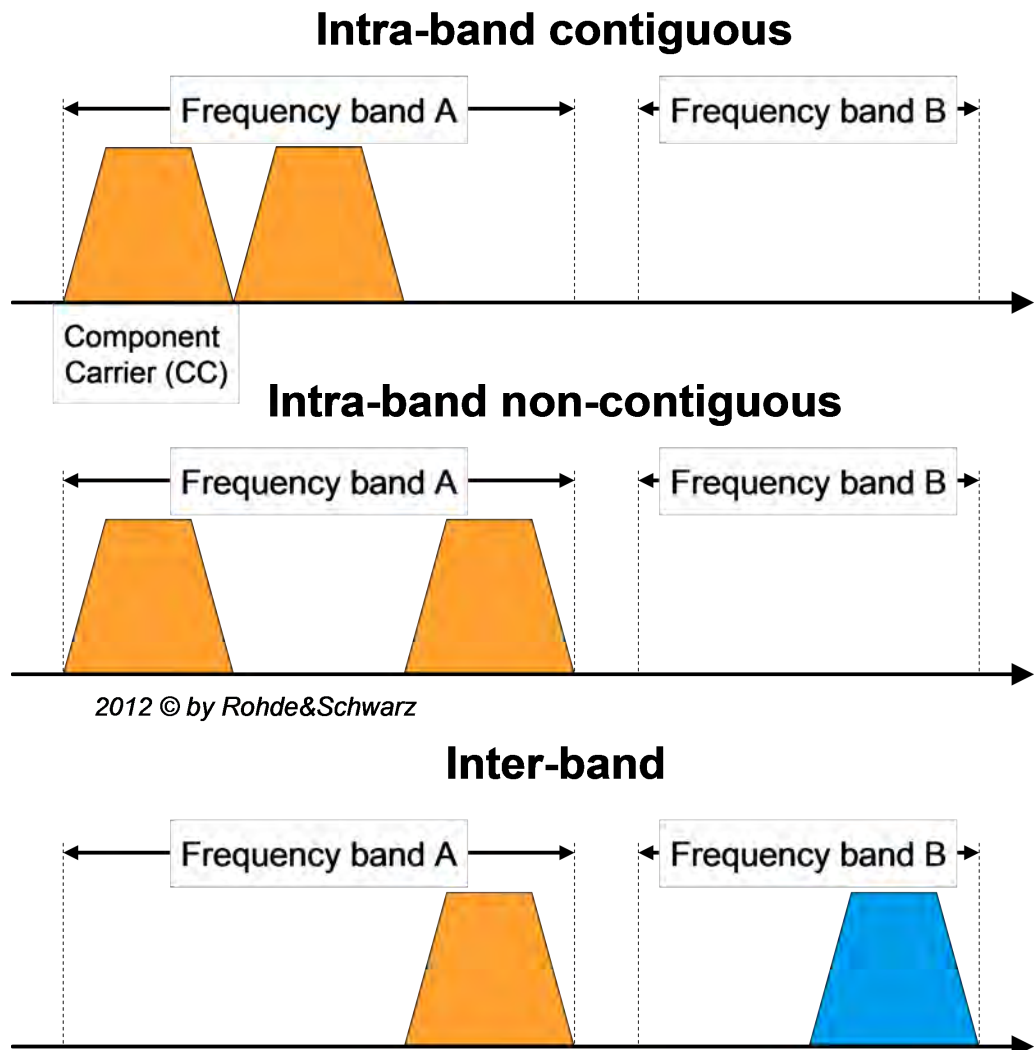 Intra-band contiguous
Frequency band A
Frequency band B
Component
Carrier (CC)
Intra-band non-contiguous
Frequency band A
Frequency band B
2012 © by Rohde&Schwarz
Inter-band
Frequency band A
Frequency band B